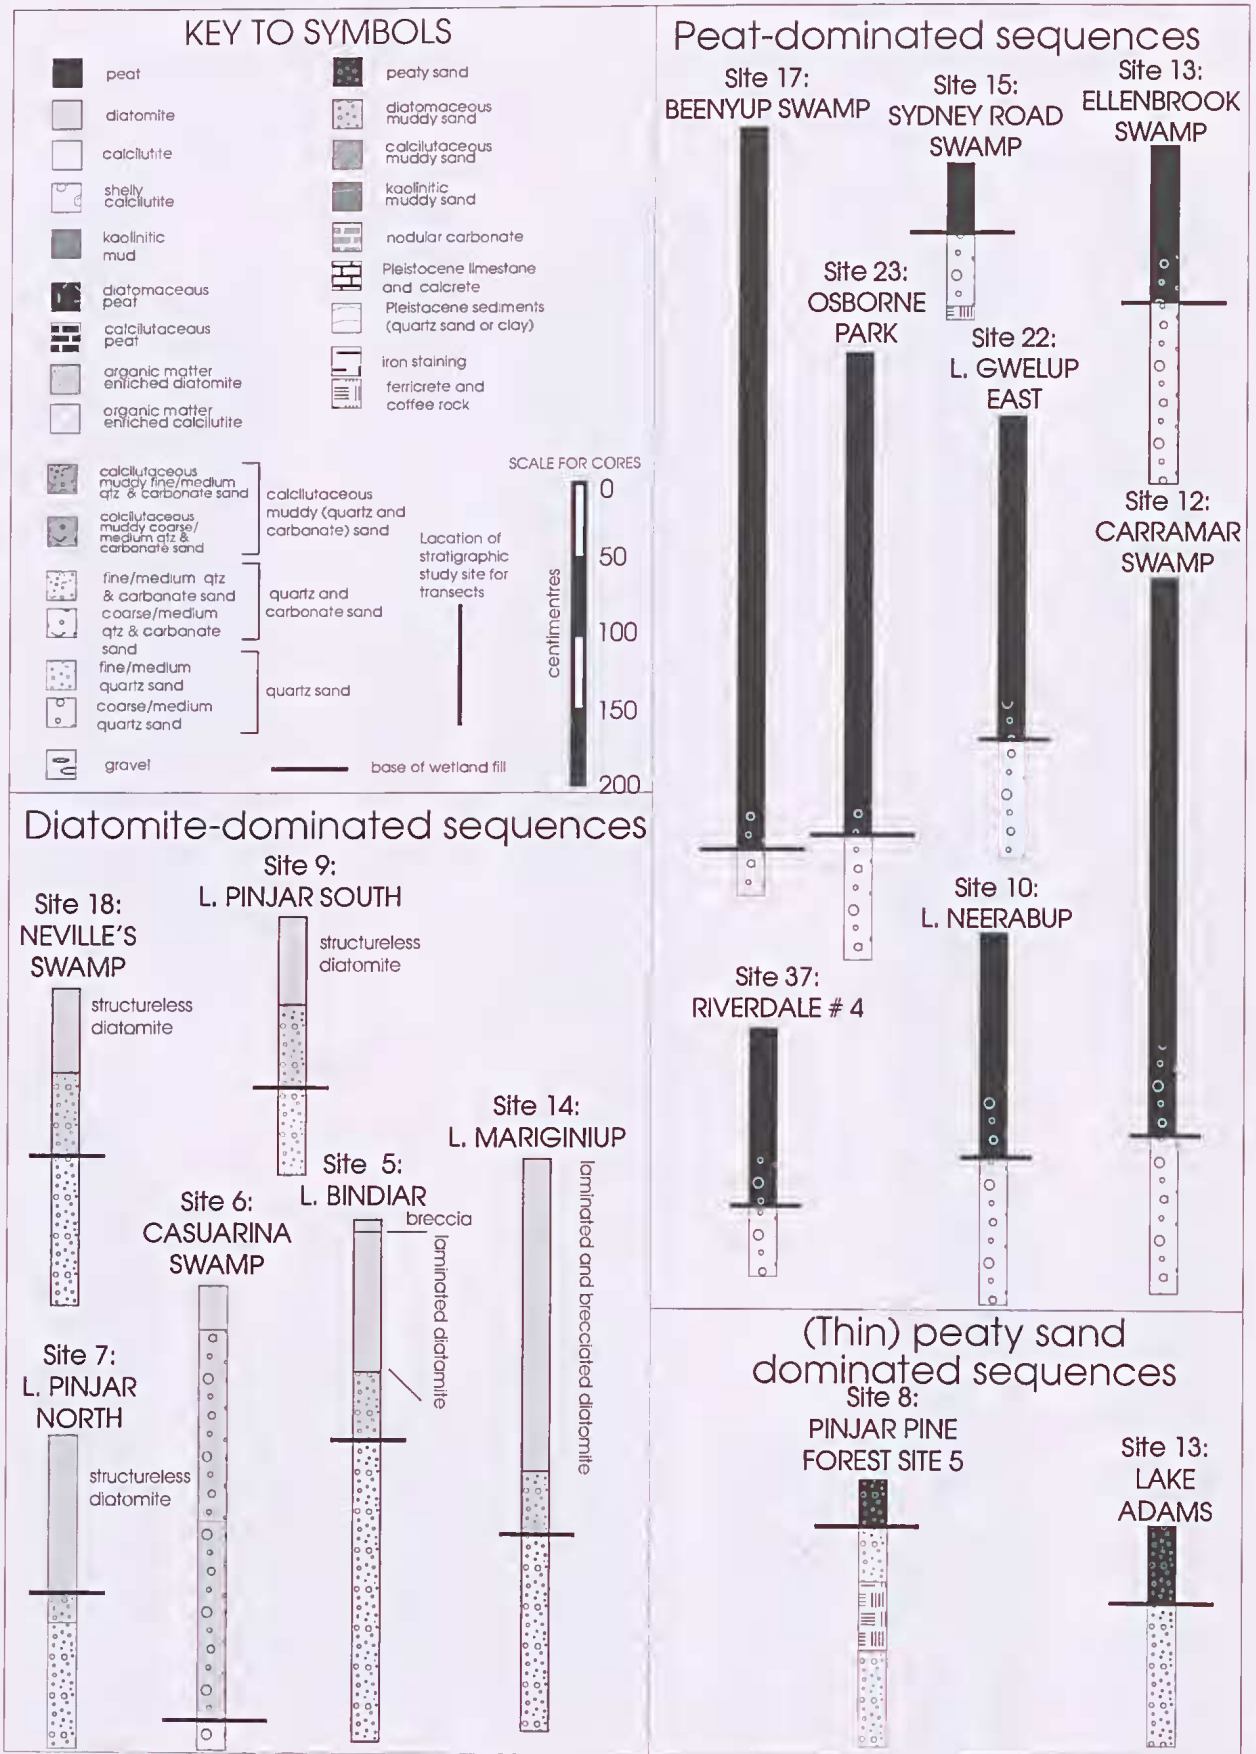 KEY TO SYMBOLS
peat
diatomite
calcilutite
shelly
calcilutite
kaolinitic
mud
diatomaceous
peat
calcilutaceous
peat
organic matter
enriched diatomite
organic matter
enriched calcilutite
peaty sand
diatomaceous
muddy sand
calcilutaceous
muddy sand
kaolinitic
muddy sand
nodular carbonate
Pleistocene limestane
and calcrete
Pleistacene sediments
(quartz sand or clay)
iron staining
ferricrete and
coffee rock
calcilutaceous
muddy fine/medium
qtz & carbonate sand
colcilutaceous
muddy coarse/
medium qtz &
carbonate sand
calcilutaceous
muddy (quartz and
carbonate) sand
fine/medium qtz
& carbonate sand
coarse/medium
qtz & carbonate
sand
quartz and
carbonate sand
fine/medium
quartz sand
coarse/medium
quartz sand
quartz sand
gravel
base of wetland fill
Lacation of
stratigraphic
study site for
transects
SCALE FOR CORES
0
50
100
150
200
centimentres
Peat-dominated sequences
Site 17:
BEENYUP SWAMP
Site 15:
SYDNEY ROAD
SWAMP
Site 13:
ELLENBROOK
SWAMP
Site 23:
OSBORNE
PARK
Site 22:
L. GWELUP
EAST
Site 12:
CARRAMAR
SWAMP
Site 37:
RIVERDALE # 4
Site 10:
L. NEERABUP
Diatomite-dominated sequences
Site 18:
NEVILLE'S
SWAMP
structureless
diatomite
Site 9:
L. PINJAR SOUTH
structureless
diatomite
Site 14:
L. MARIGINIUP
laminated and brecciated diatomite
Site 5:
L. BINDIAR
breccia
laminated diatamite
Site 6:
CASUARINA
SWAMP
Site 7:
L. PINJAR
NORTH
structureless
diatomite
(Thin) peaty sand
dominated sequences
Site 8:
PINJAR PINE
FOREST SITE 5
Site 13:
LAKE
ADAMS